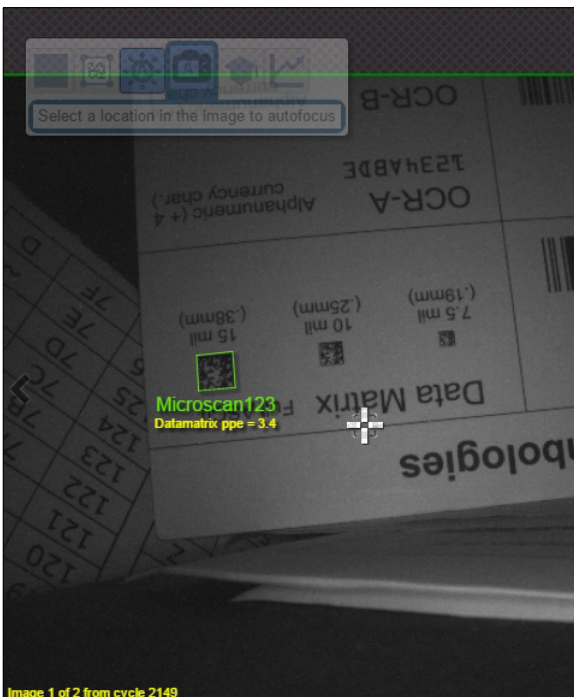 Select a location in the image to autofocus
OCR-B
OCR-A
Alphanumeric (+ 4
currency char.)
7.5 mil
(.19mm)
10 mil
(.25mm)
15 mil
(.38mm)
Data Matrix
Microscan123
Datamatrix ppe = 3.4
D
7F
7E
7D
7C
125
124
123
122
121
120
Image 1 of 2 from cycle 2149